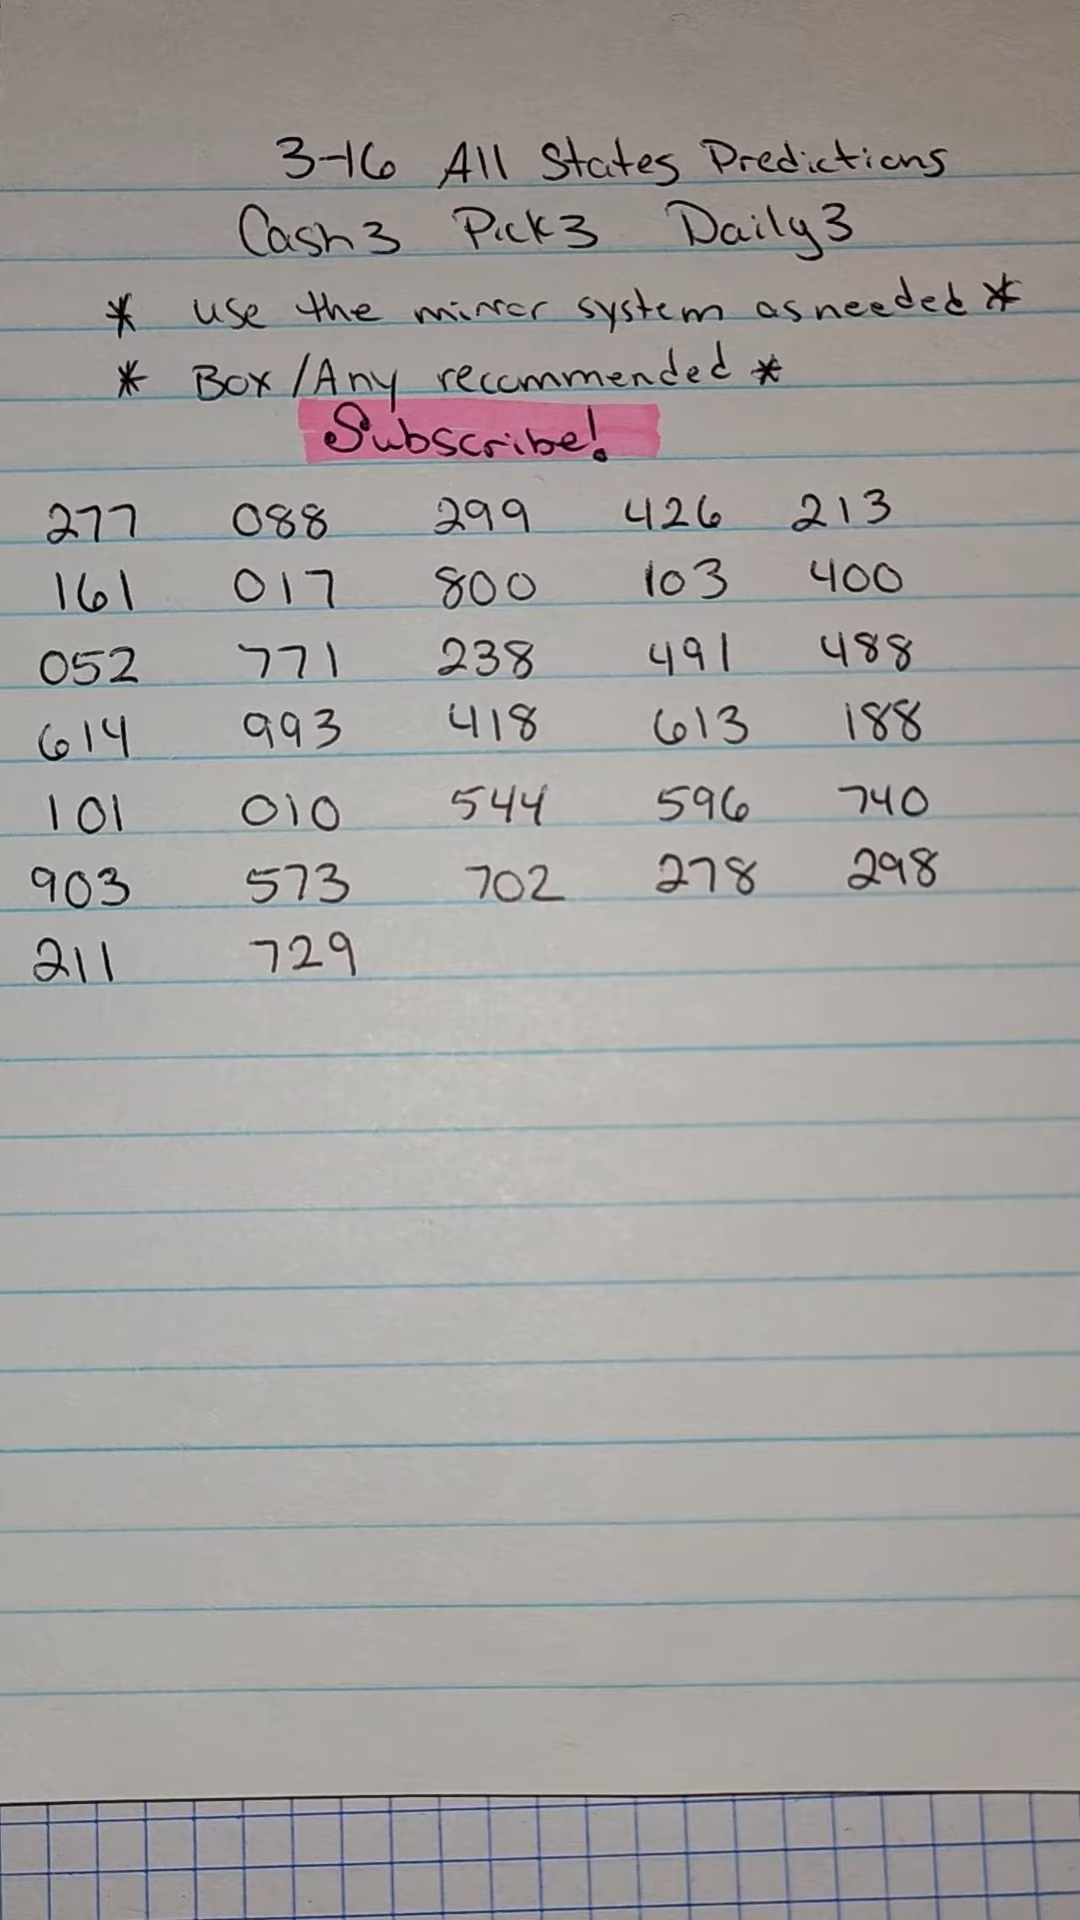 3-16 All States Predictions
Cash3 Pick3 Daily3
* use the mirror system as needed *
* Box/Any recommended *
Subscribe!
277 088 299 426 213
161 017 800 103 400
052 771 238 491 488
614 993 418 613 188
101 010 544 596 740
903 573 702 278 298
211 729